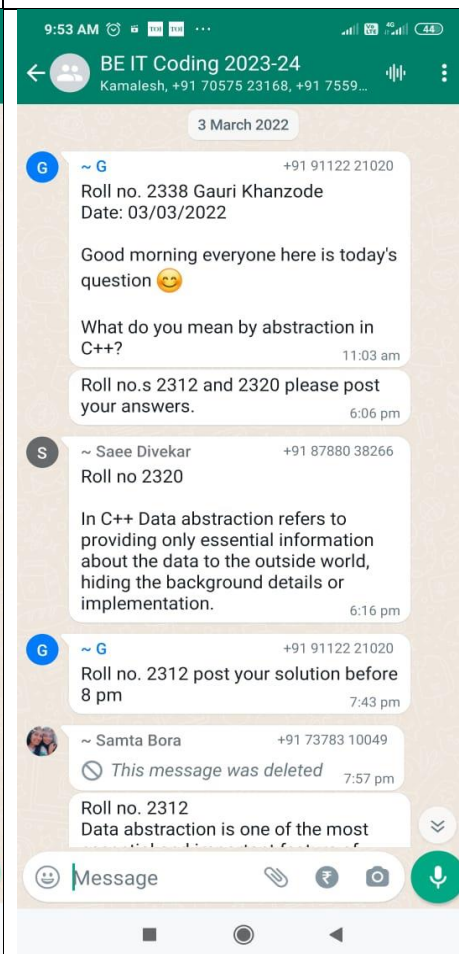 9:53 AM
4G
44
BE IT Coding 2023-24
Kamalesh, +91 70575 23168, +91 7559...
3 March 2022
G
~ G +91 91122 21020
Roll no. 2338 Gauri Khanzode
Date: 03/03/2022
Good morning everyone here is today's
question 😊
What do you mean by abstraction in
C++?
11:03 am
Roll no.s 2312 and 2320 please post
your answers.
6:06 pm
S
~ Saee Divekar +91 87880 38266
Roll no 2320
In C++ Data abstraction refers to
providing only essential information
about the data to the outside world,
hiding the background details or
implementation.
6:16 pm
G
~ G +91 91122 21020
Roll no. 2312 post your solution before
8 pm
7:43 pm
~ Samta Bora +91 73783 10049
This message was deleted 7:57 pm
Roll no. 2312
Data abstraction is one of the most
Message
₹